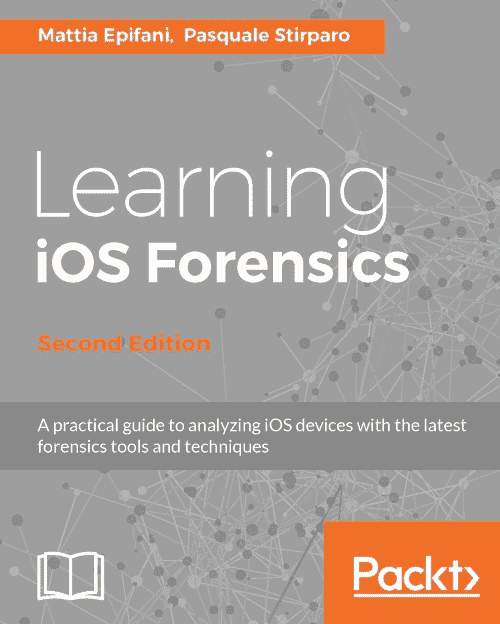 Mattia Epifani,  Pasquale Stirparo
Learning
iOS Forensics
Second Edition
A practical guide to analyzing iOS devices with the latest
forensics tools and techniques
Packt>